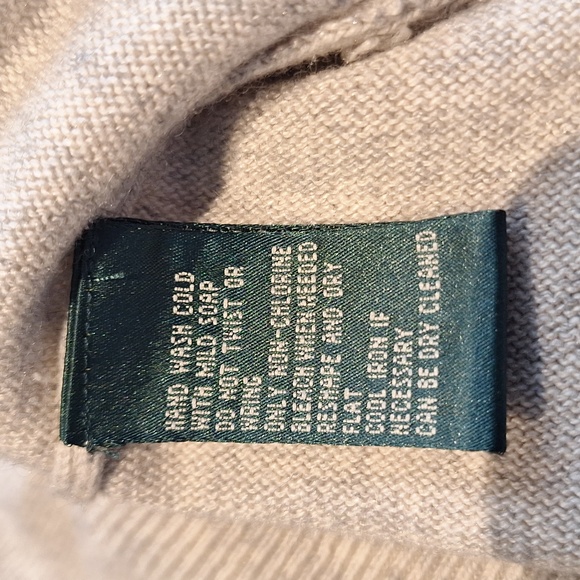 HAND WASH COLD
WITH MILD SOAP
DO NOT TWIST OR
WRING
ONLY NON-CHLORINE
BLEACH WHEN NEEDED
RESHAPE AND DRY
FLAT
COOL IRON IF
NECESSARY
CAN BE DRY CLEANED